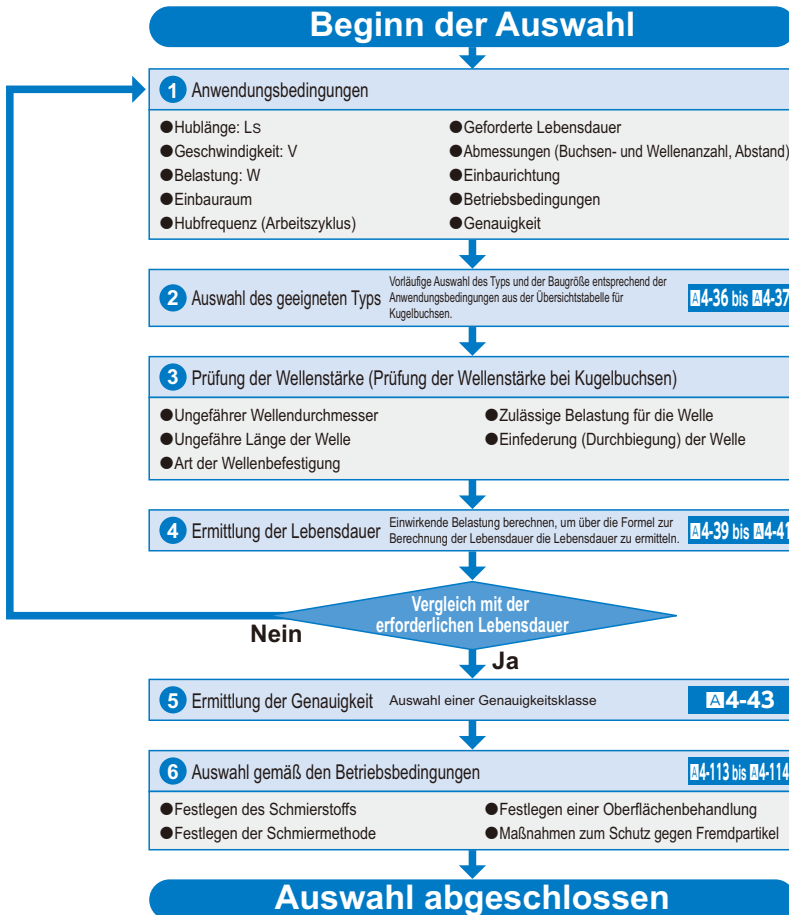 Beginn der Auswahl
1 Anwendungsbedingungen
●Hublänge: Ls
●Geschwindigkeit: V
●Belastung: W
●Einbauraum
●Hubfrequenz (Arbeitszyklus)
●Geforderte Lebensdauer
●Abmessungen (Buchsen- und Wellenanzahl, Abstand)
●Einbaurichtung
●Betriebsbedingungen
●Genauigkeit
2 Auswahl des geeigneten Typs
Vorläufige Auswahl des Typs und der Baugröße entsprechend der
Anwendungsbedingungen aus der Übersichtstabelle für
Kugelbuchsen.
A4-36 bis A4-37
3 Prüfung der Wellenstärke (Prüfung der Wellenstärke bei Kugelbuchsen)
●Ungefährer Wellendurchmesser
●Ungefähre Länge der Welle
●Art der Wellenbefestigung
●Zulässige Belastung für die Welle
●Einfederung (Durchbiegung) der Welle
4 Ermittlung der Lebensdauer
Einwirkende Belastung berechnen, um über die Formel zur
Berechnung der Lebensdauer die Lebensdauer zu ermitteln.
A4-39 bis A4-41
Vergleich mit der
erforderlichen Lebensdauer
Nein
Ja
5 Ermittlung der Genauigkeit
Auswahl einer Genauigkeitsklasse
A4-43
6 Auswahl gemäß den Betriebsbedingungen
A4-113 bis A4-114
●Festlegen des Schmierstoffs
●Festlegen der Schmiermethode
●Festlegen einer Oberflächenbehandlung
●Maßnahmen zum Schutz gegen Fremdpartikel
Auswahl abgeschlossen